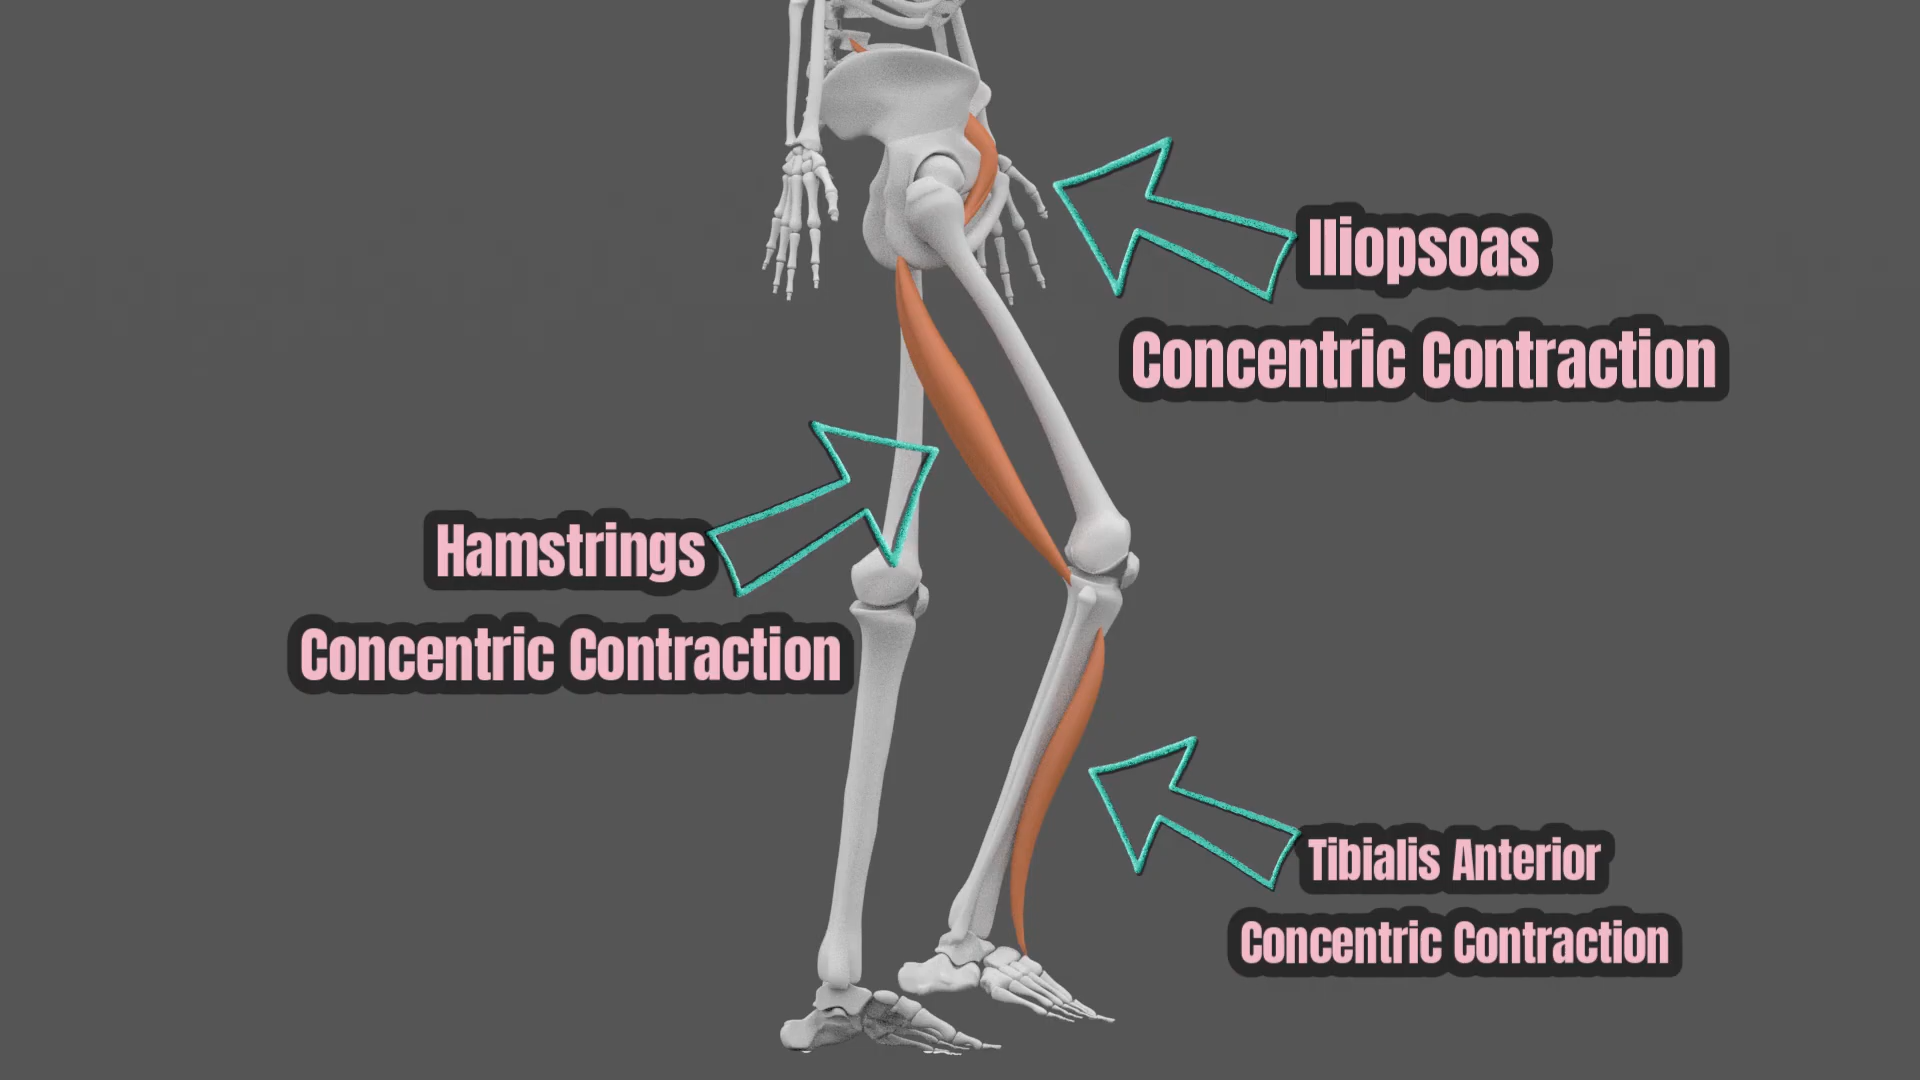 Iliopsoas
Concentric Contraction
Hamstrings
Concentric Contraction
Tibialis Anterior
Concentric Contraction